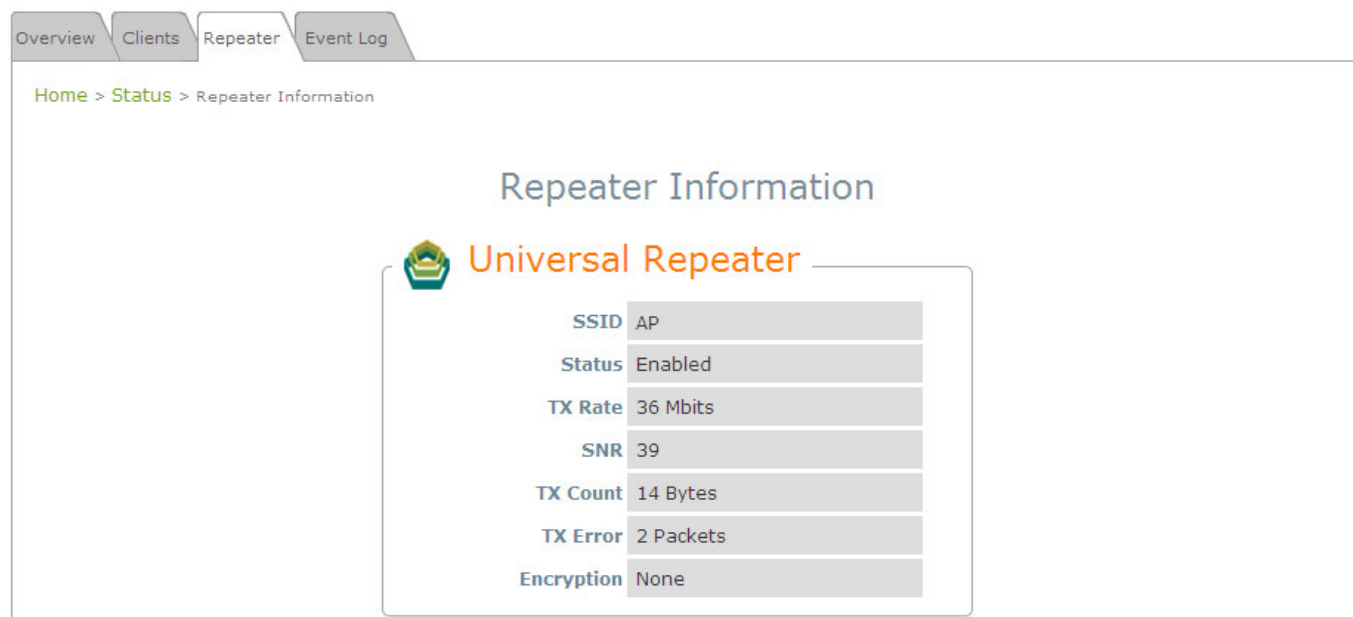 Overview Clients Repeater Event Log
Home > Status > Repeater Information
Repeater Information
Universal Repeater
SSID AP
Status Enabled
TX Rate 36 Mbits
SNR 39
TX Count 14 Bytes
TX Error 2 Packets
Encryption None